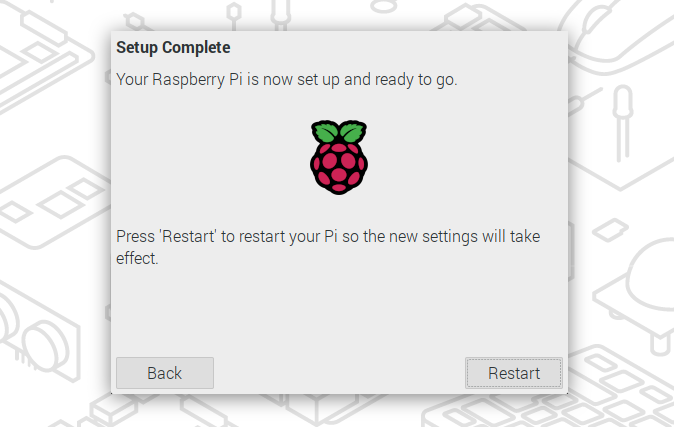 Setup Complete
Your Raspberry Pi is now set up and ready to go.
Press 'Restart' to restart your Pi so the new settings will take
effect.
Back
Restart